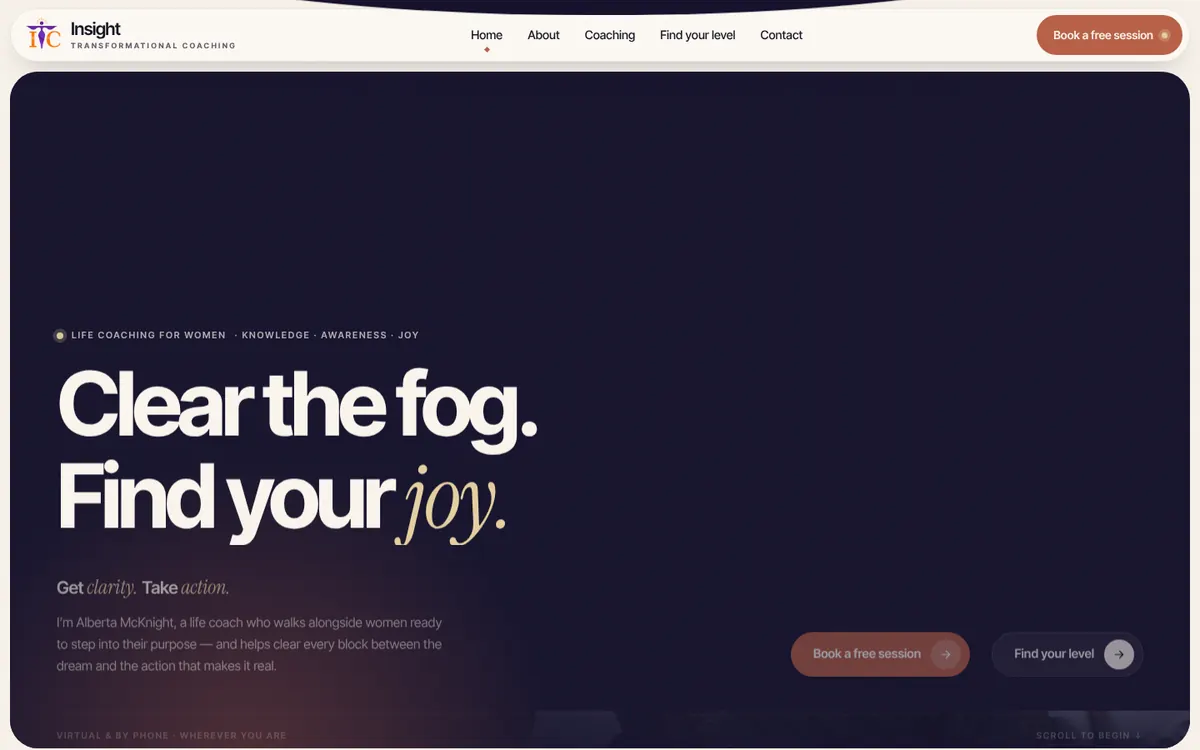 ITC
Insight
TRANSFORMATIONAL COACHING
Home
About
Coaching
Find your level
Contact
Book a free session
LIFE COACHING FOR WOMEN · KNOWLEDGE · AWARENESS · JOY
Clear the fog.
Find your joy.
Get clarity. Take action.
I'm Alberta McKnight, a life coach who walks alongside women ready
to step into their purpose — and helps clear every block between the
dream and the action that makes it real.
Book a free session →
Find your level →
VIRTUAL & BY PHONE · WHEREVER YOU ARE
SCROLL TO BEGIN ↓